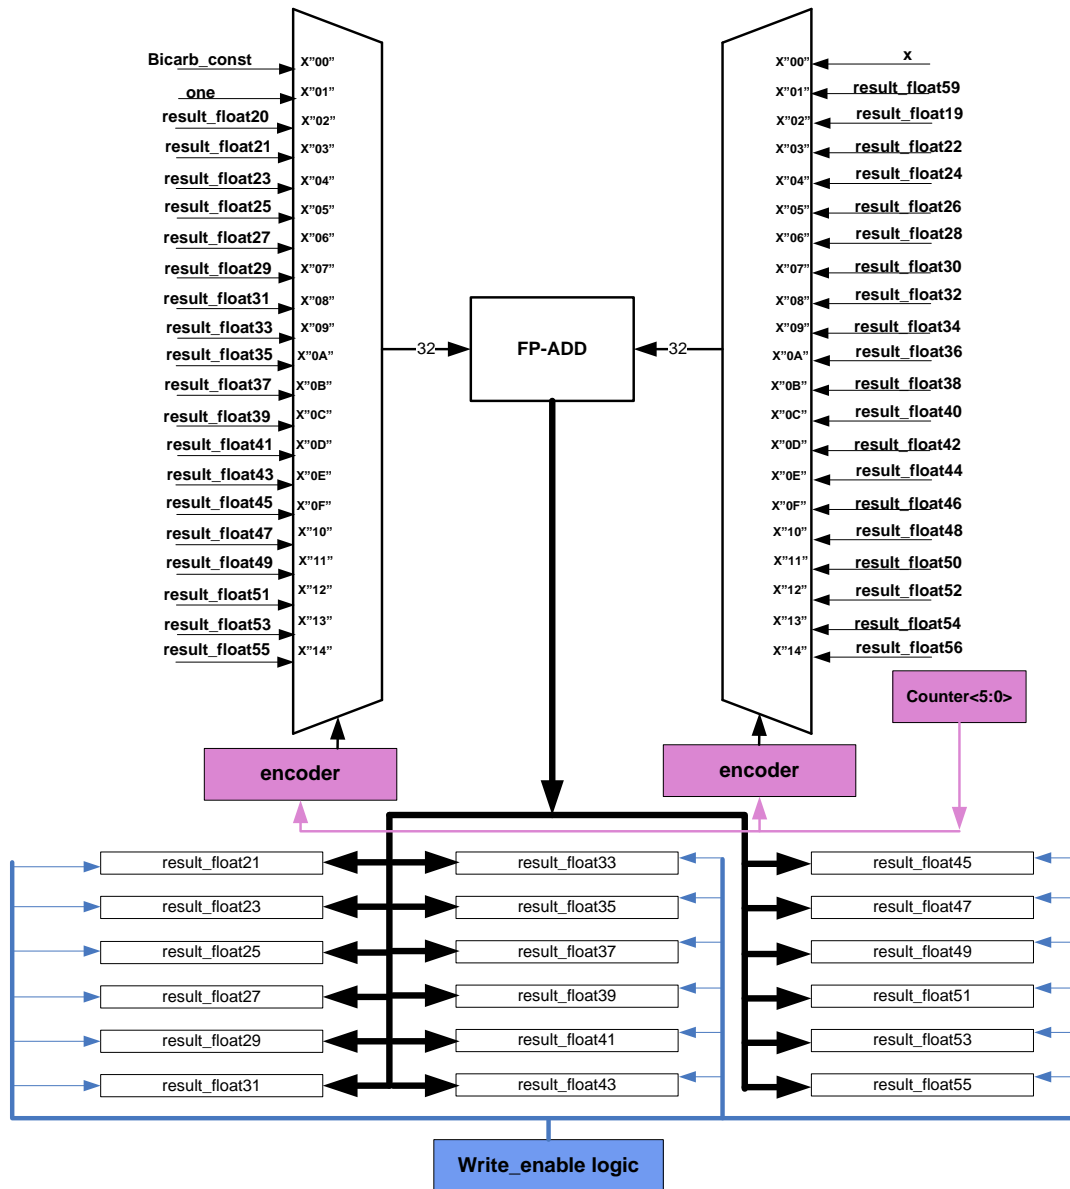 Bicarb_const X"00"
one X"01"
result_float20 X"02"
result_float21 X"03"
result_float23 X"04"
result_float25 X"05"
result_float27 X"06"
result_float29 X"07"
result_float31 X"08"
result_float33 X"09"
result_float35 X"0A"
result_float37 X"0B"
result_float39 X"0C"
result_float41 X"0D"
result_float43 X"0E"
result_float45 X"0F"
result_float47 X"10"
result_float49 X"11"
result_float51 X"12"
result_float53 X"13"
result_float55 X"14"
32
FP-ADD
32
X"00" x
X"01" result_float59
X"02" result_float19
X"03" result_float22
X"04" result_float24
X"05" result_float26
X"06" result_float28
X"07" result_float30
X"08" result_float32
X"09" result_float34
X"0A" result_float36
X"0B" result_float38
X"0C" result_float40
X"0D" result_float42
X"0E" result_float44
X"0F" result_float46
X"10" result_float48
X"11" result_float50
X"12" result_float52
X"13" result_float54
X"14" result_float56
Counter<5:0>
encoder
encoder
result_float21
result_float23
result_float25
result_float27
result_float29
result_float31
result_float33
result_float35
result_float37
result_float39
result_float41
result_float43
result_float45
result_float47
result_float49
result_float51
result_float53
result_float55
Write_enable logic